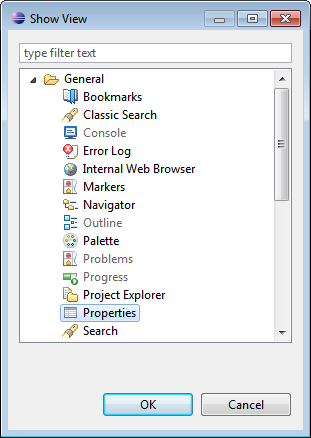 Show View
type filter text
General
Bookmarks
Classic Search
Console
Error Log
Internal Web Browser
Markers
Navigator
Outline
Palette
Problems
Progress
Project Explorer
Properties
Search
OK Cancel